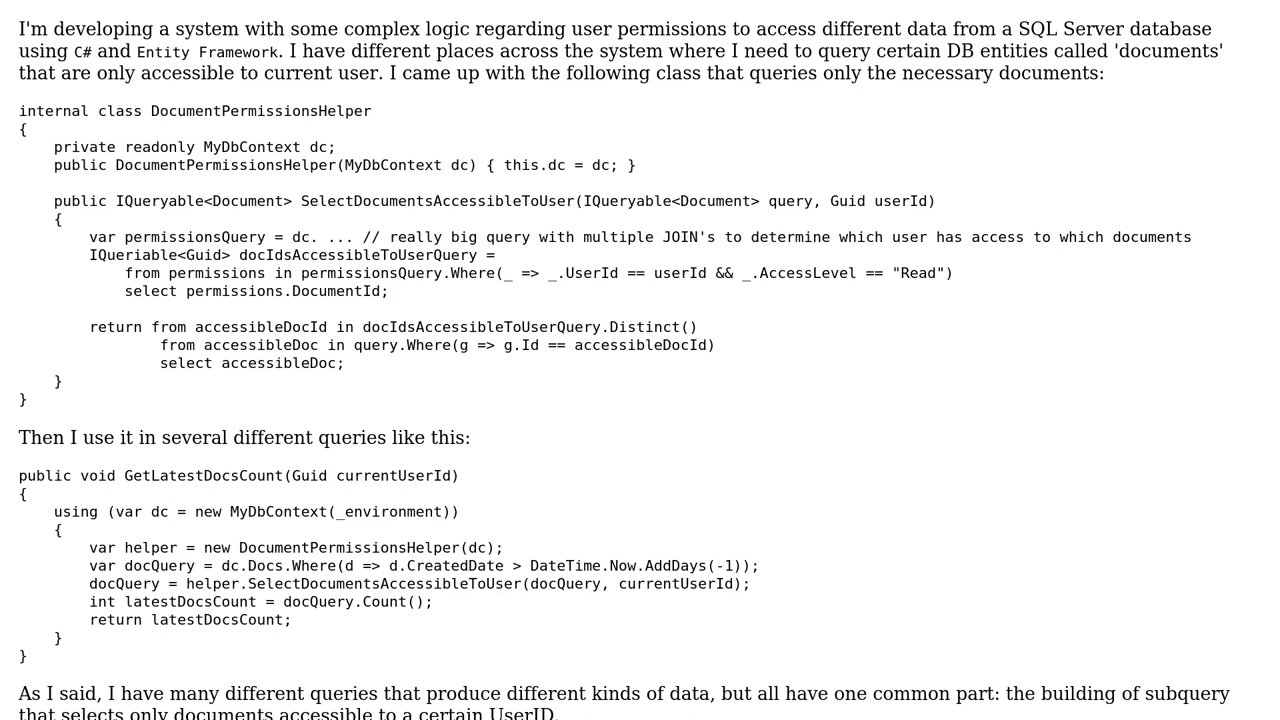 I'm developing a system with some complex logic regarding user permissions to access different data from a SQL Server database
using C# and Entity Framework. I have different places across the system where I need to query certain DB entities called 'documents'
that are only accessible to current user. I came up with the following class that queries only the necessary documents:
internal class DocumentPermissionsHelper
{
    private readonly MyDbContext dc;
    public DocumentPermissionsHelper(MyDbContext dc) { this.dc = dc; }
    public IQueryable<Document> SelectDocumentsAccessibleToUser(IQueryable<Document> query, Guid userId)
    {
        var permissionsQuery = dc. ... // really big query with multiple JOIN's to determine which user has access to which documents
        IQueriable<Guid> docIdsAccessibleToUserQuery =
            from permissions in permissionsQuery.Where(_ => _.UserId == userId && _.AccessLevel == "Read")
            select permissions.DocumentId;
        return from accessibleDocId in docIdsAccessibleToUserQuery.Distinct()
                from accessibleDoc in query.Where(g => g.Id == accessibleDocId)
                select accessibleDoc;
    }
}
Then I use it in several different queries like this:
public void GetLatestDocsCount(Guid currentUserId)
{
    using (var dc = new MyDbContext(_environment))
    {
        var helper = new DocumentPermissionsHelper(dc);
        var docQuery = dc.Docs.Where(d => d.CreatedDate > DateTime.Now.AddDays(-1));
        docQuery = helper.SelectDocumentsAccessibleToUser(docQuery, currentUserId);
        int latestDocsCount = docQuery.Count();
        return latestDocsCount;
    }
}
As I said, I have many different queries that produce different kinds of data, but all have one common part: the building of subquery
that selects only documents accessible to a certain UserID.